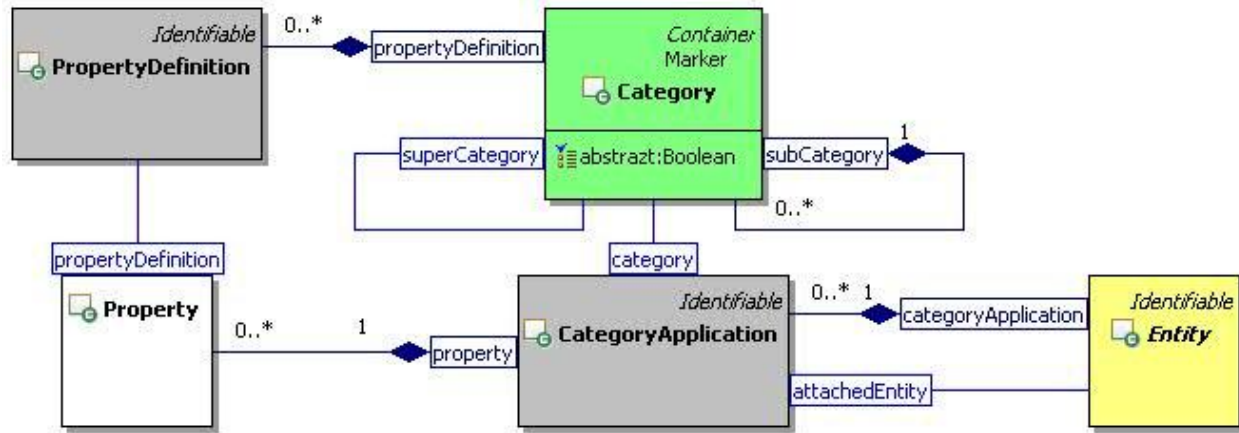 Identifiable
PropertyDefinition
0..*
propertyDefinition
Container
Marker
Category
abstrazt:Boolean
superCategory
subCategory
1
0..*
propertyDefinition
category
Property
0..*
1
property
Identifiable
CategoryApplication
0..* 1
categoryApplication
attachedEntity
Identifiable
Entity